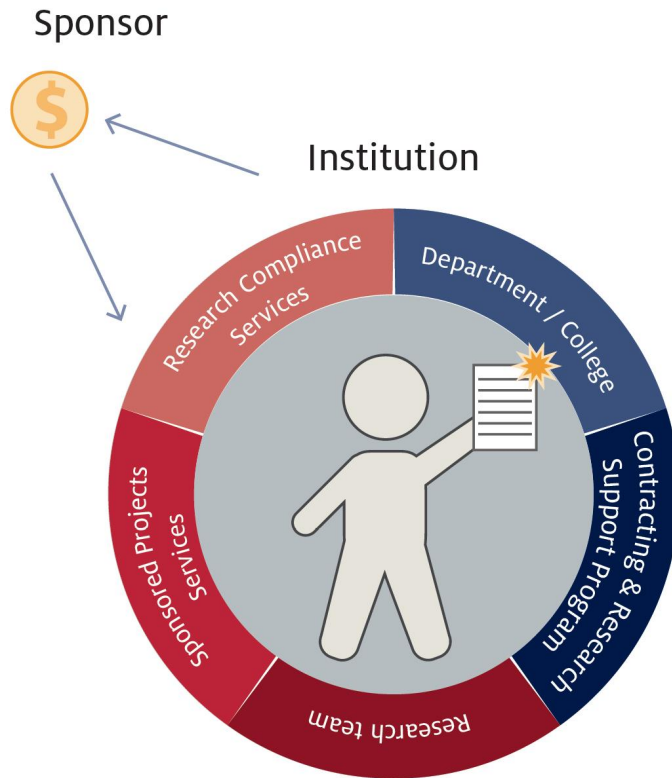 Sponsor
$
Institution
Research Compliance
Services
Department / College
Contracting & Research
Support Program
Research team
Sponsored Projects
Services